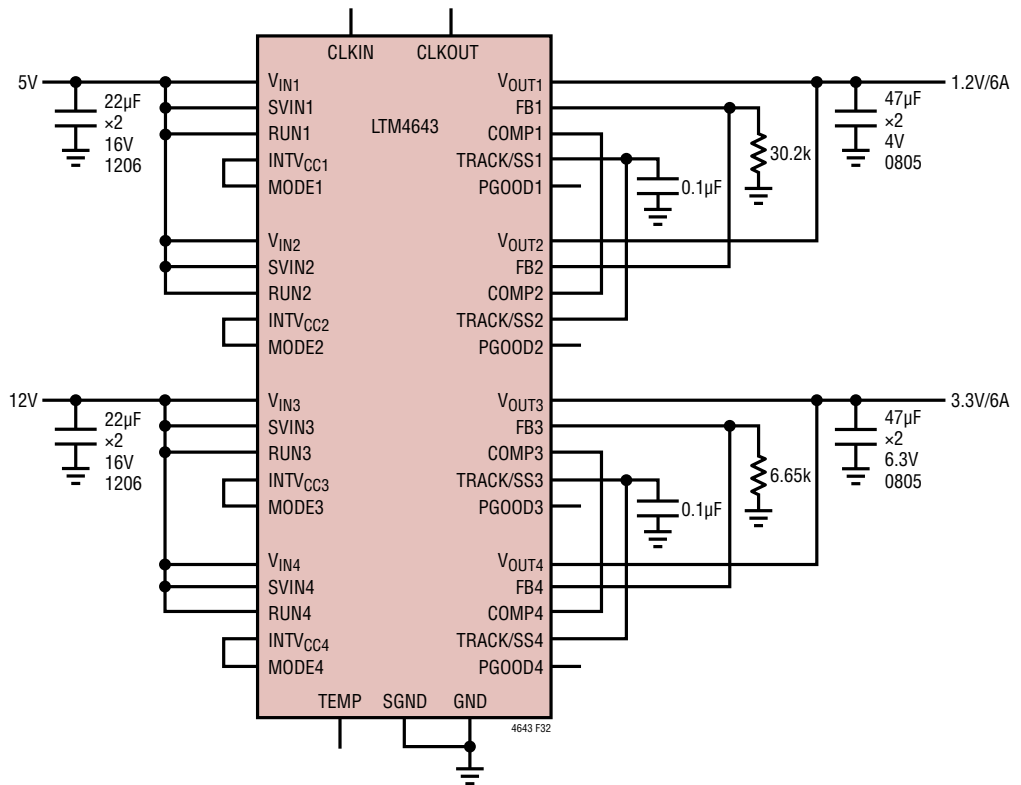 CLKIN CLKOUT
5V
22µF
×2
16V
1206
VIN1
SVIN1
RUN1
INTVCC1
MODE1
VIN2
SVIN2
RUN2
INTVCC2
MODE2
LTM4643
VOUT1
FB1
COMP1
TRACK/SS1
PGOOD1
VOUT2
FB2
COMP2
TRACK/SS2
PGOOD2
0.1µF
30.2k
47µF
×2
4V
0805
1.2V/6A
12V
22µF
×2
16V
1206
VIN3
SVIN3
RUN3
INTVCC3
MODE3
VIN4
SVIN4
RUN4
INTVCC4
MODE4
VOUT3
FB3
COMP3
TRACK/SS3
PGOOD3
VOUT4
FB4
COMP4
TRACK/SS4
PGOOD4
0.1µF
6.65k
47µF
×2
6.3V
0805
3.3V/6A
TEMP SGND GND
4643 F32